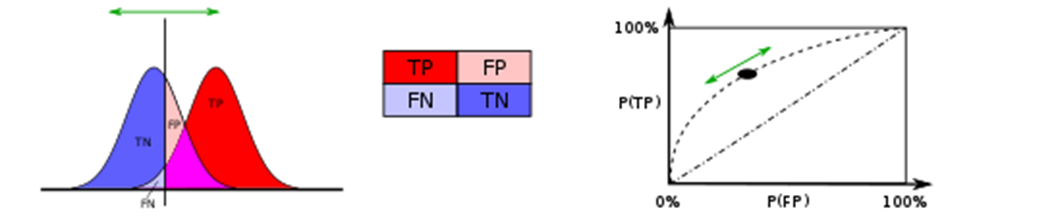 TN
FP
TP
FN
TP FP
FN TN
100%
P(TP)
0% P(FP) 100%